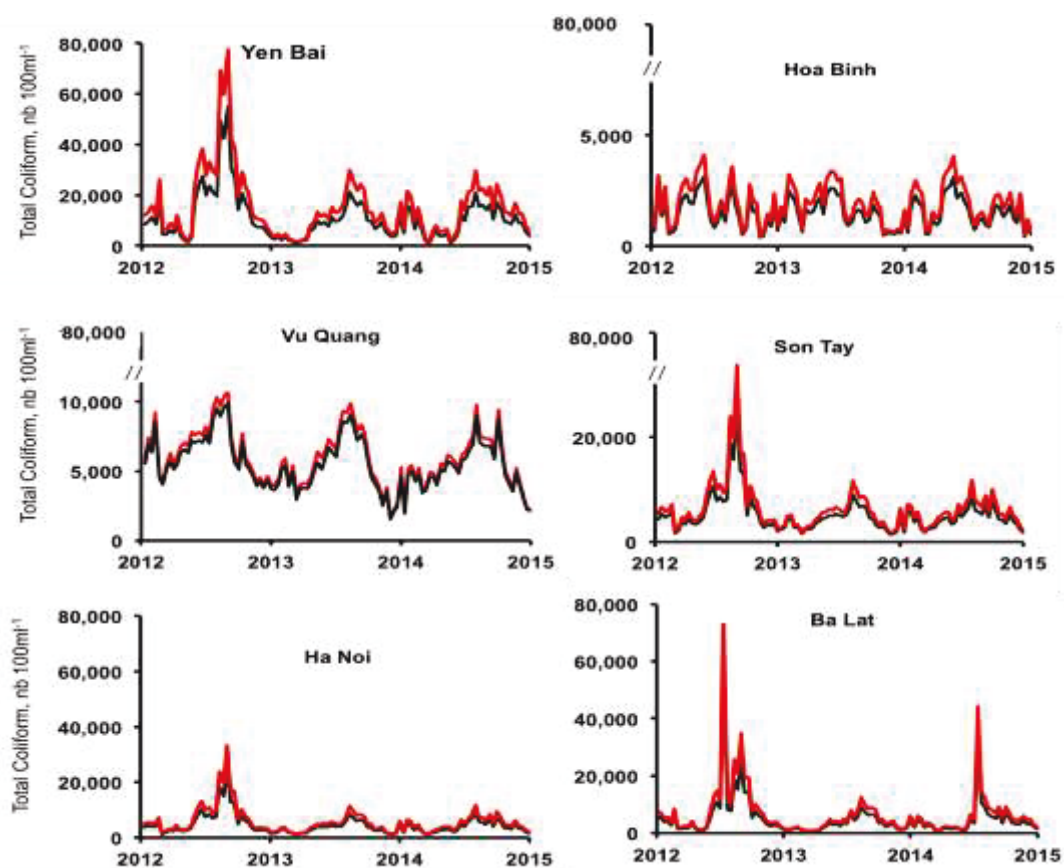 Yen Bai
Total Coliform, nb 100ml⁻¹
80,000
60,000
40,000
20,000
0
2012 2013 2014 2015
Hoa Binh
80,000
//
5,000
0
2012 2013 2014 2015
Vu Quang
Total Coliform, nb 100ml⁻¹
80,000
//
10,000
5,000
0
2012 2013 2014 2015
Son Tay
80,000
//
20,000
0
2012 2013 2014 2015
Ha Noi
Total Coliform, nb 100ml⁻¹
80,000
60,000
40,000
20,000
0
2012 2013 2014 2015
Ba Lat
80,000
60,000
40,000
20,000
0
2012 2013 2014 2015